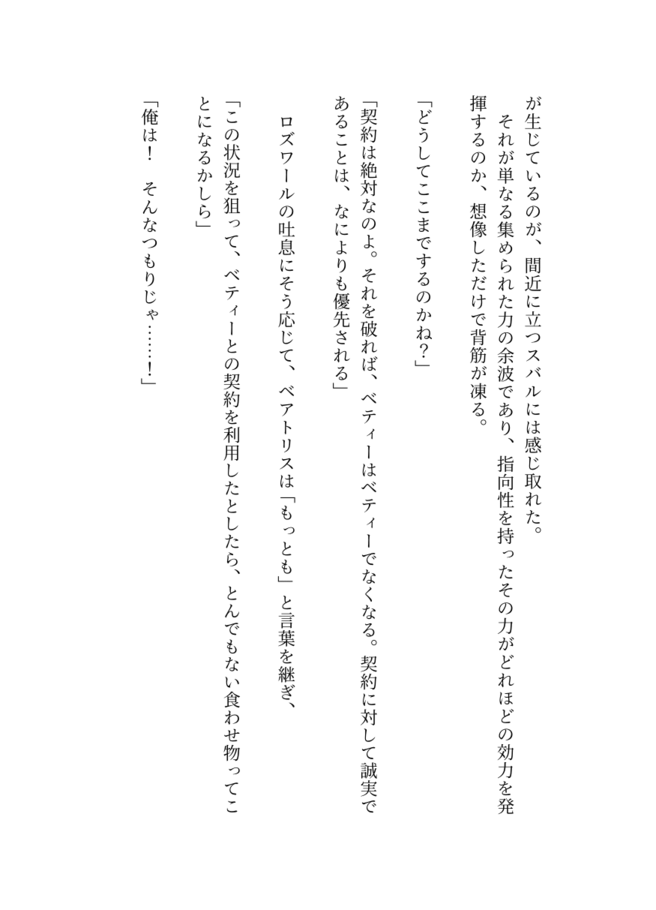 が生じているのが、間近に立つスバルには感じ取れた。
それが単なる集められた力の余波であり、指向性を持ったその力がどれほどの効力を発
揮するのか、想像しただけで背筋が凍る。
「どうしてここまでするのかね？」
「契約は絶対なのよ。それを破れば、ベティーはベティーでなくなる。契約に対して誠実で
あることは、なによりも優先される」
ロズワールの吐息にそう応じて、ベアトリスは「もっとも」と言葉を継ぎ、
「この状況を狙って、ベティーとの契約を利用したとしたら、とんでもない食わせ物ってこ
とになるかしら」
「俺は！　そんなつもりじゃ……！」